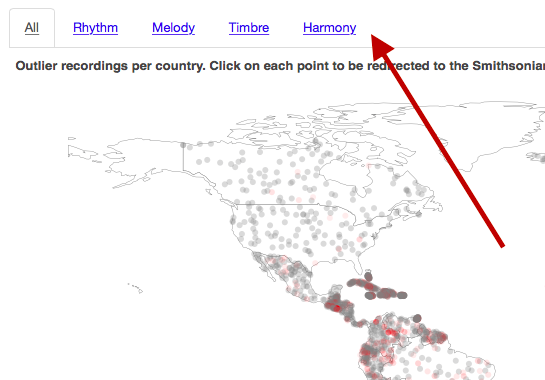 All Rhythm Melody Timbre Harmony
Outlier recordings per country. Click on each point to be redirected to the Smithsonian